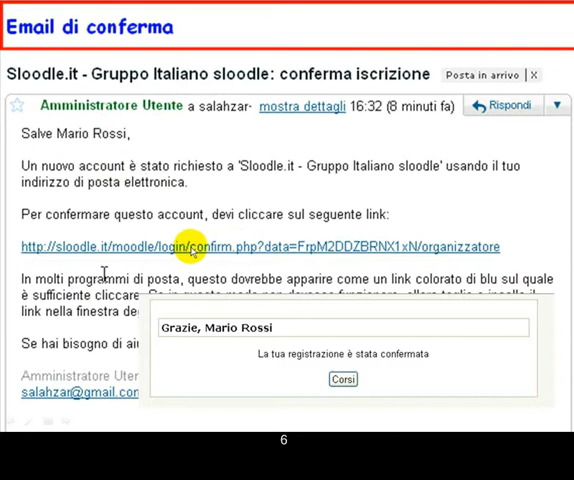 Email di conferma
Sloodle.it - Gruppo Italiano sloodle: conferma iscrizione Posta in arrivo | X
Amministratore Utente a salahzar- mostra dettagli 16:32 (8 minuti fa) Rispondi
Salve Mario Rossi,
Un nuovo account è stato richiesto a 'Sloodle.it - Gruppo Italiano sloodle' usando il tuo
indirizzo di posta elettronica.
Per confermare questo account, devi cliccare sul seguente link:
http://sloodle.it/moodle/login/confirm.php?data=FrpM2DDZBRNX1xN/organizzatore
In molti programmi di posta, questo dovrebbe apparire come un link colorato di blu sul quale
è sufficiente cliccare.
link nella finestra
Grazie, Mario Rossi
La tua registrazione è stata confermata
Se hai bisogno di
Corsi
Amministratore
salahzar@gmail.co
6